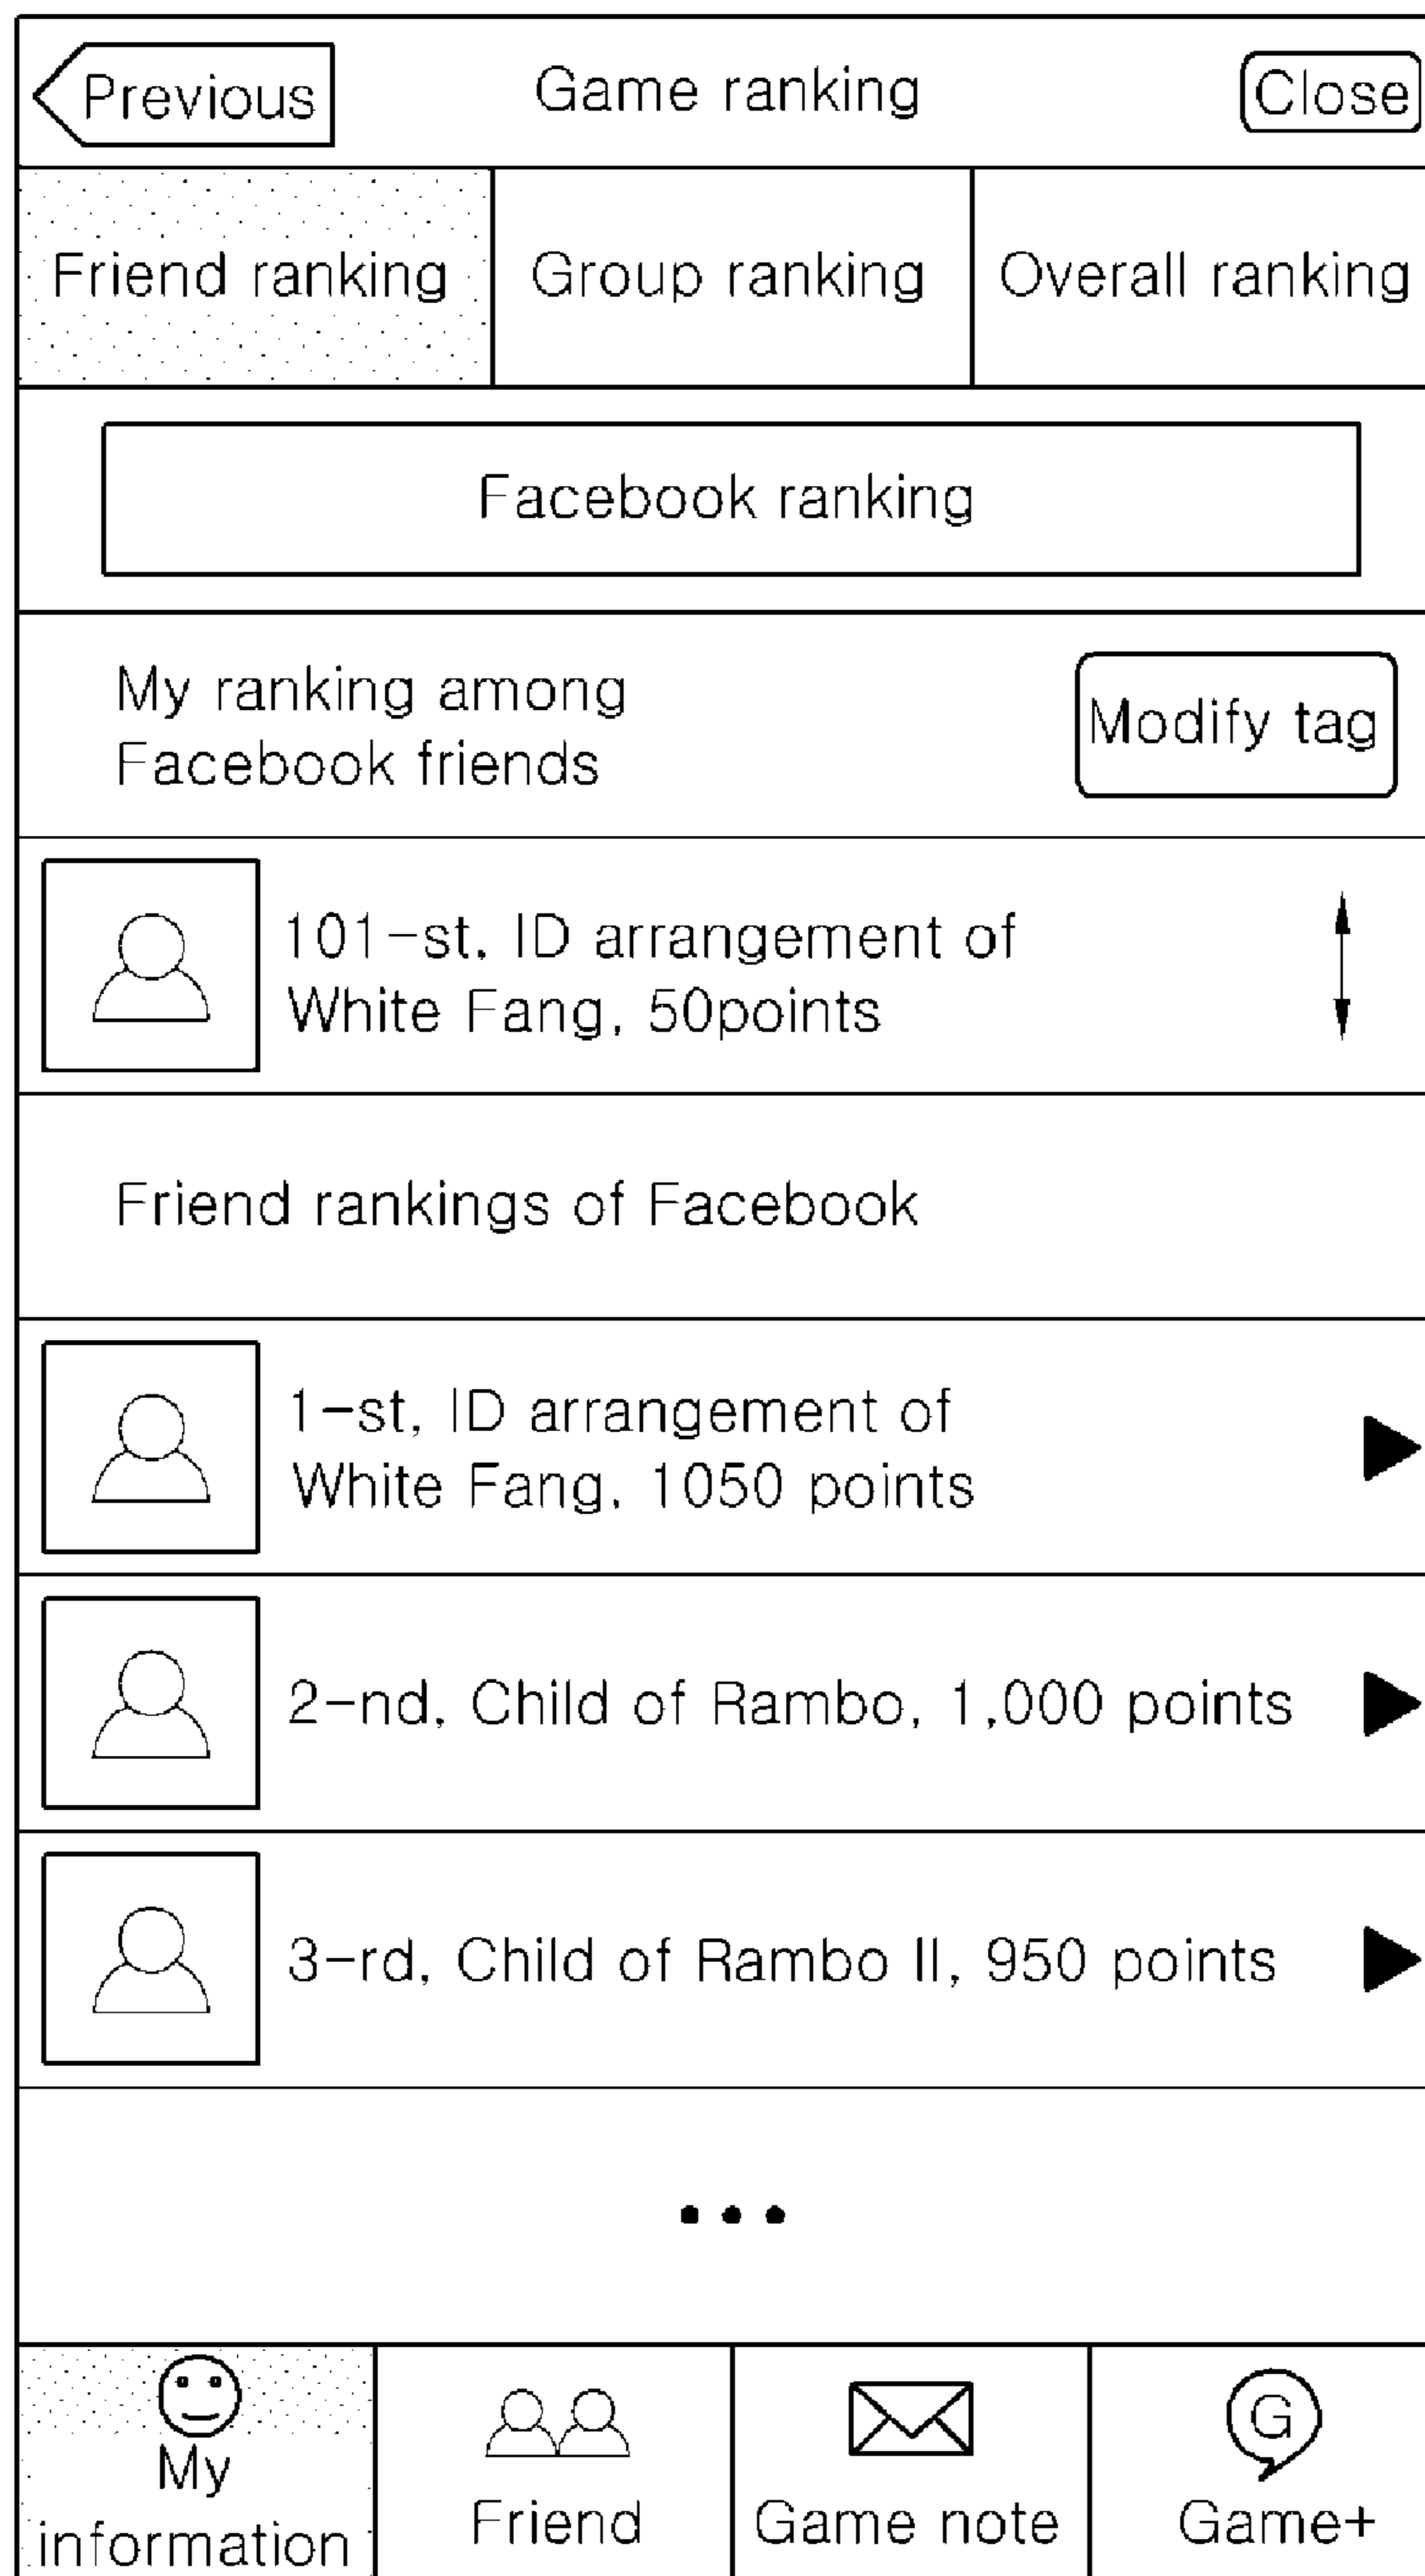 Previous
Game ranking
Close
Friend ranking
Group ranking
Overall ranking
Facebook ranking
My ranking among
Facebook friends
Modify tag
101-st, ID arrangement of
White Fang, 50points
Friend rankings of Facebook
1-st, ID arrangement of
White Fang, 1050 points
2-nd, Child of Rambo, 1,000 points
3-rd, Child of Rambo II, 950 points
•••
My
information
Friend
Game note
G
Game+